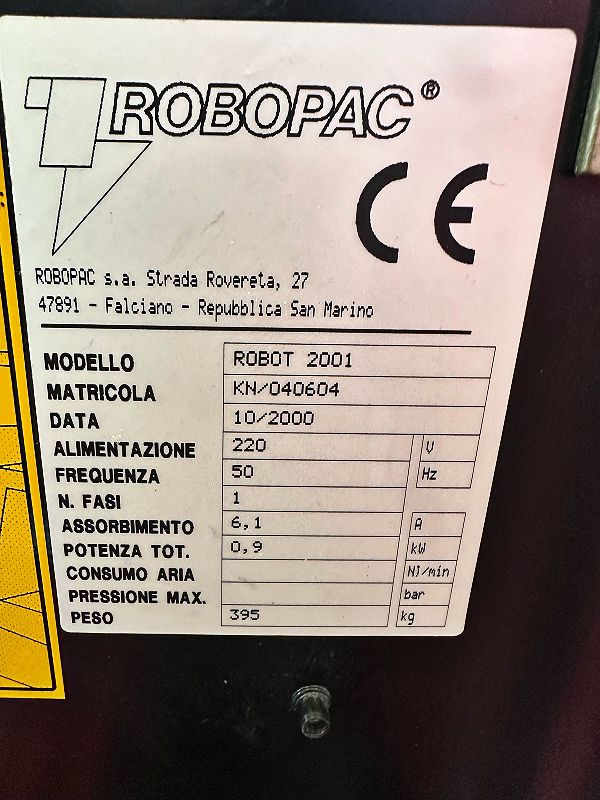 ROBOPAC®
CE
ROBOPAC s.a. Strada Rovereta, 27
47891 - Falciano - Repubblica San Marino
MODELLO ROBOT 2001
MATRICOLA KN/040604
DATA 10/2000
ALIMENTAZIONE 220 V
FREQUENZA 50 Hz
N. FASI 1
ASSORBIMENTO 6,1 A
POTENZA TOT. 0,9 kW
CONSUMO ARIA Nl/min
PRESSIONE MAX. bar
PESO 395 kg